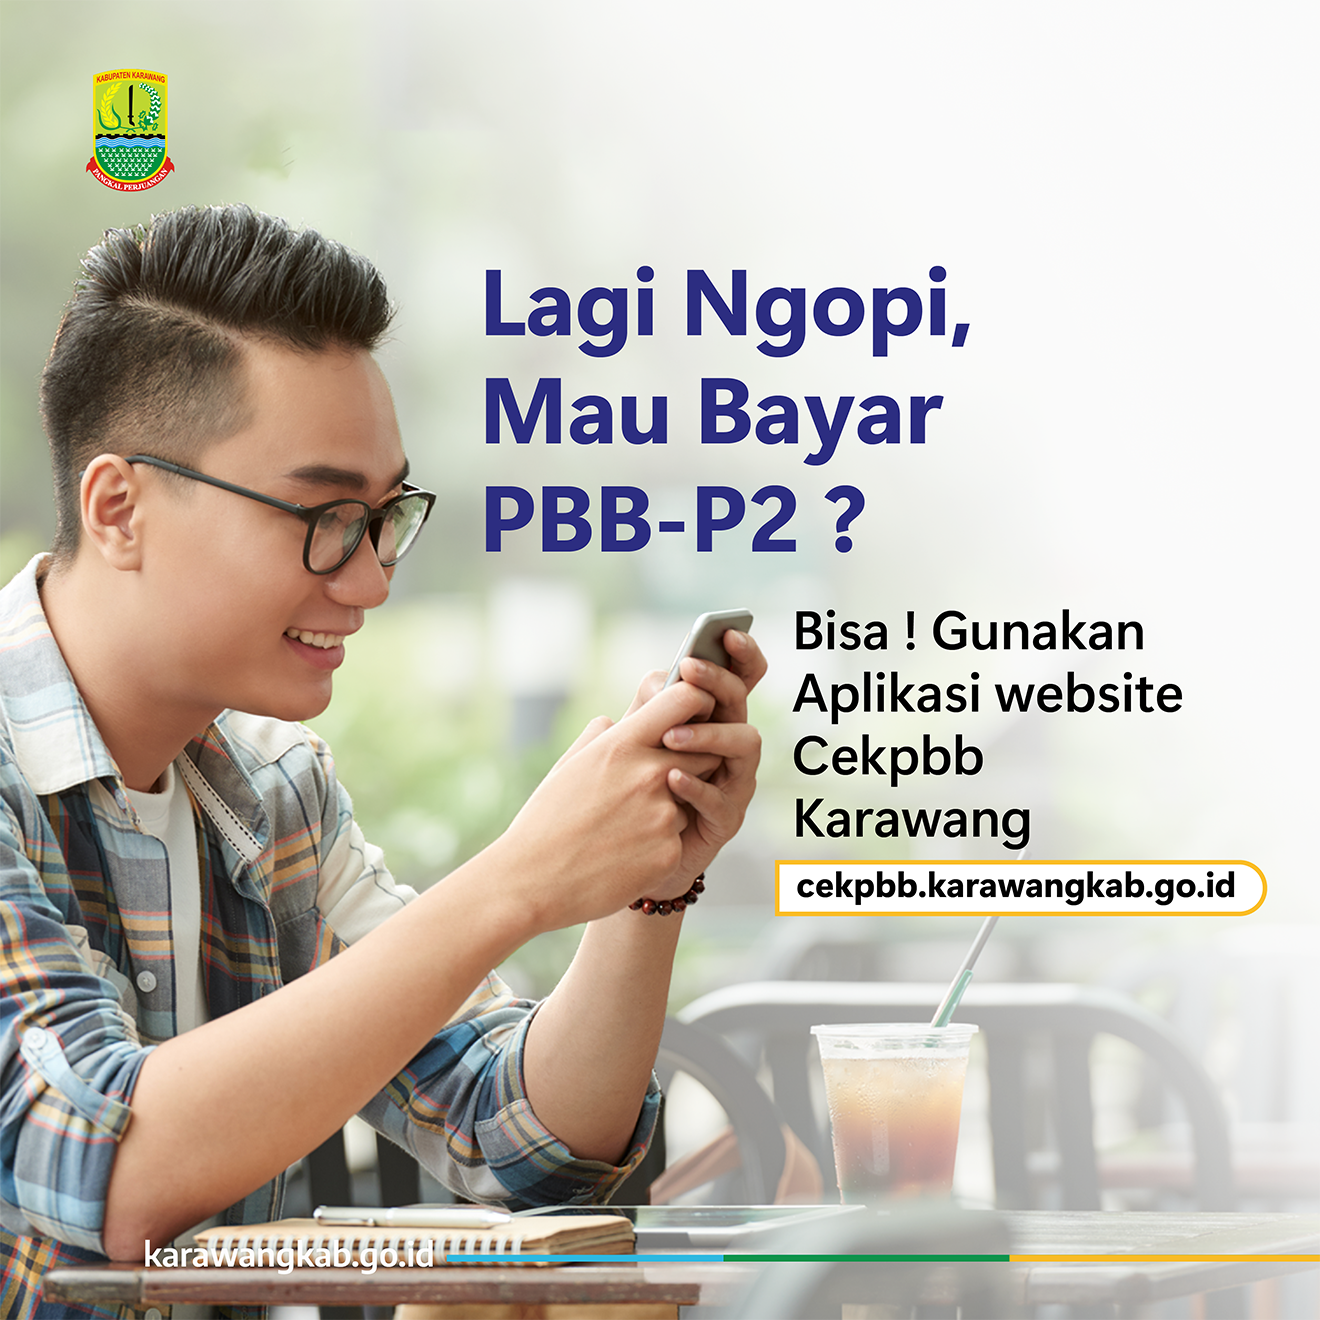 KABUPATEN KARAWANG
PANGKAL PERJUANGAN
Lagi Ngopi,
Mau Bayar
PBB-P2 ?
Bisa ! Gunakan
Aplikasi website
Cekpbb
Karawang
cekpbb.karawangkab.go.id
karawangkab.go.id